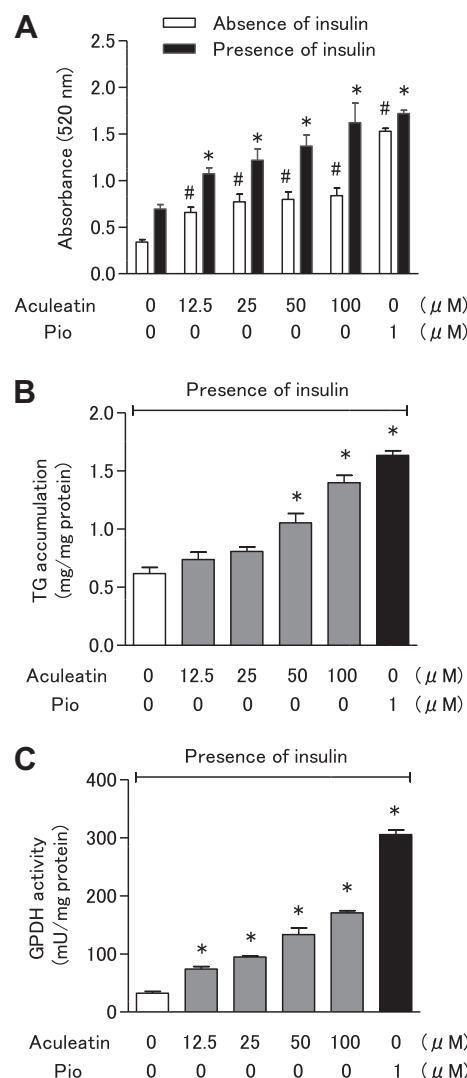 A
Absence of insulin
Presence of insulin
2.5
2.0
1.5
1.0
0.5
0.0
Absorbance (520 nm)
# * # * # * # * # *
Aculeatin 0 12.5 25 50 100 0 (μM)
Pio 0 0 0 0 0 1 (μM)
B
Presence of insulin
2.0
1.5
1.0
0.5
0.0
TG accumulation
(mg/mg protein)
* * *
Aculeatin 0 12.5 25 50 100 0 (μM)
Pio 0 0 0 0 0 1 (μM)
C
Presence of insulin
400
300
200
100
0
GPDH activity
(mU/mg protein)
* * * * *
Aculeatin 0 12.5 25 50 100 0 (μM)
Pio 0 0 0 0 0 1 (μM)